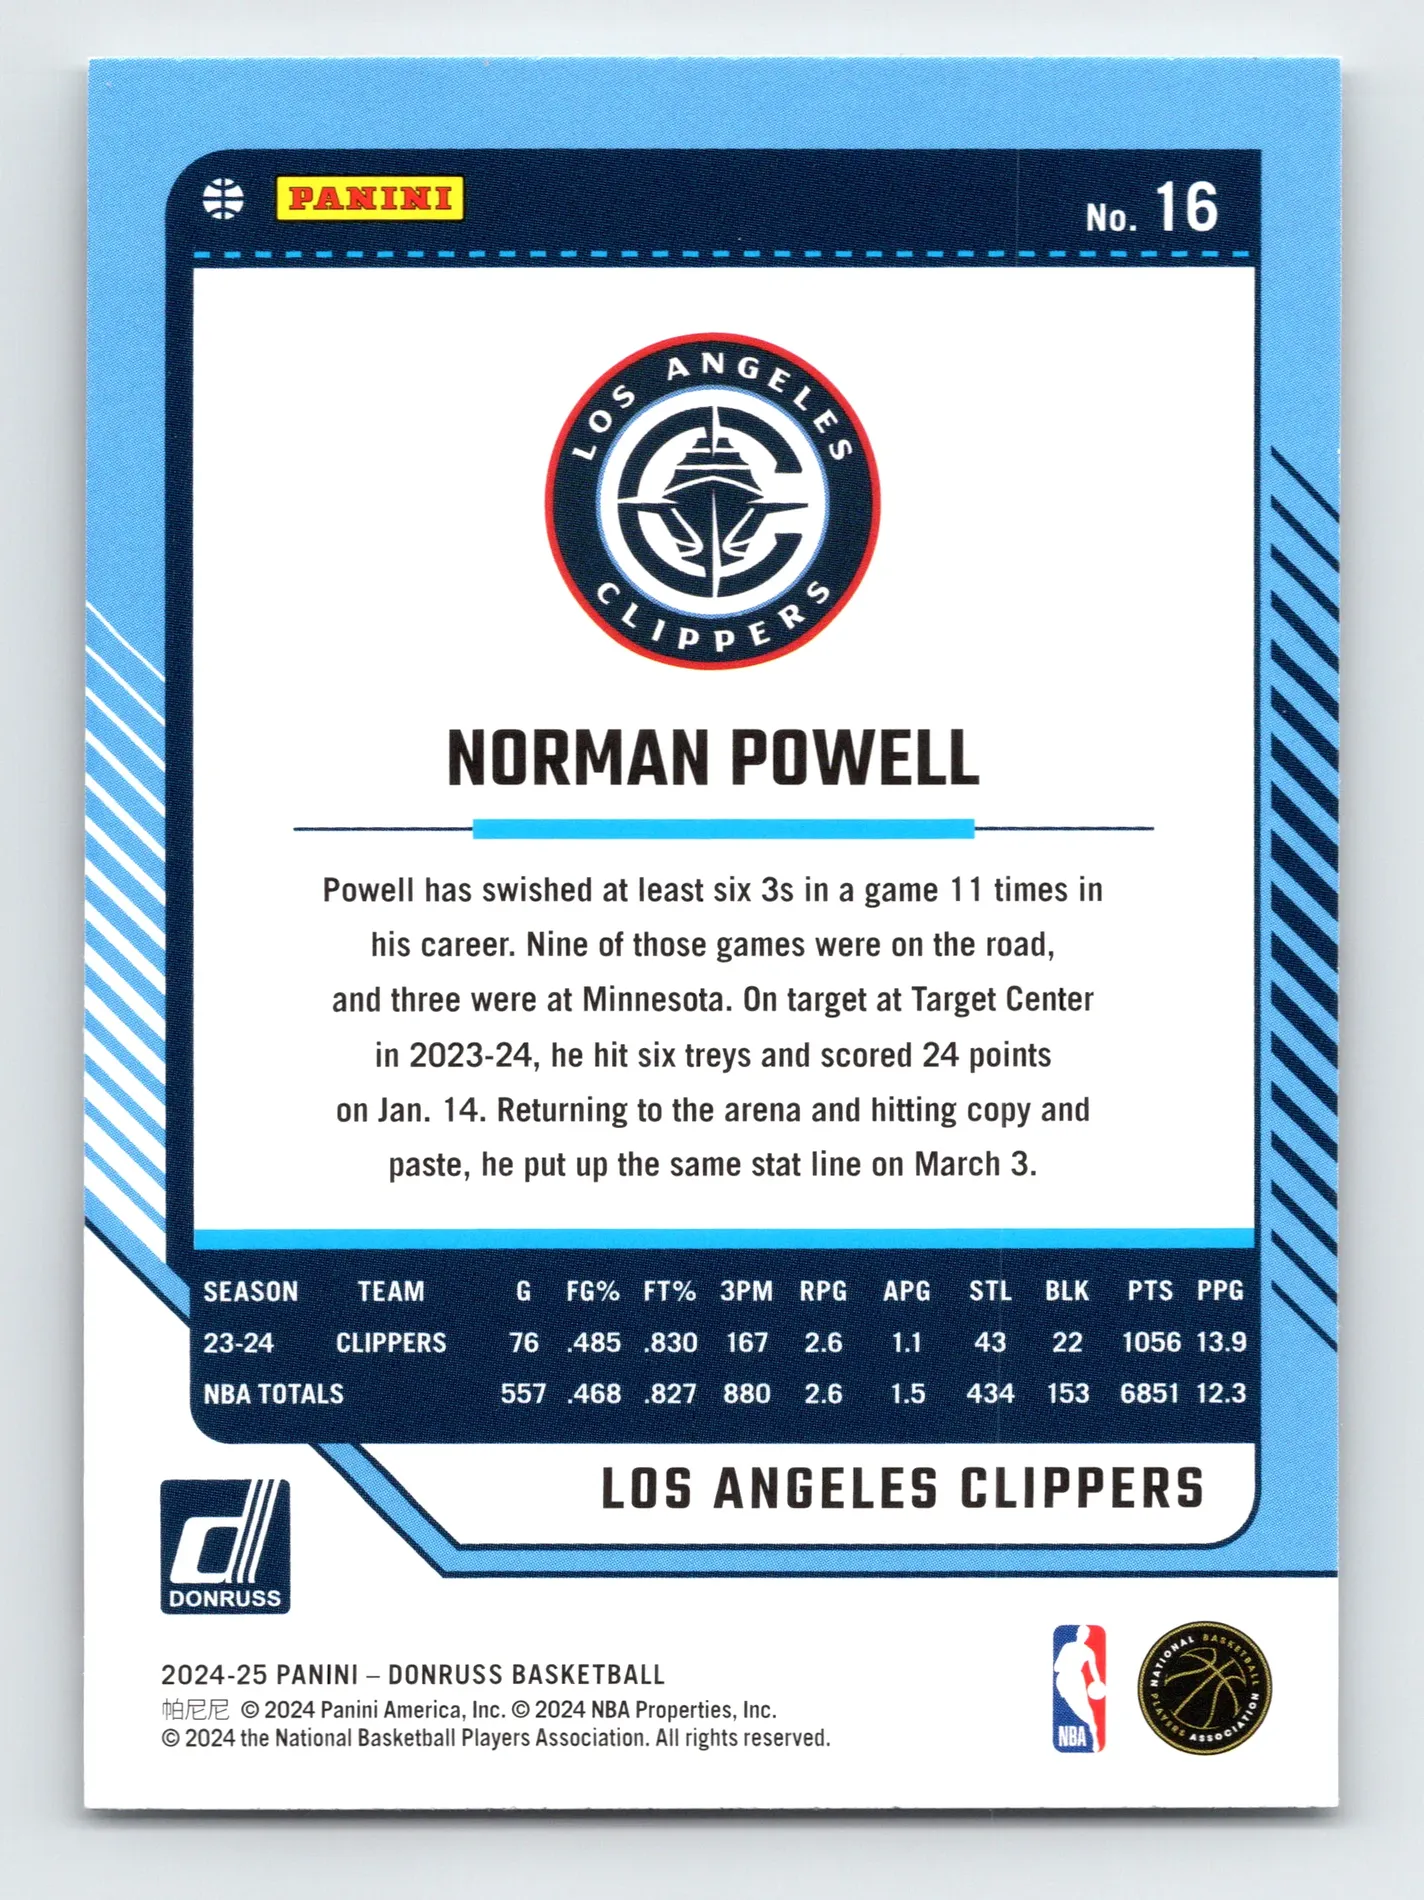 PANINI
No. 16
LOS ANGELES
CLIPPERS
NORMAN POWELL
Powell has swished at least six 3s in a game 11 times in
his career. Nine of those games were on the road,
and three were at Minnesota. On target at Target Center
in 2023-24, he hit six treys and scored 24 points
on Jan. 14. Returning to the arena and hitting copy and
paste, he put up the same stat line on March 3.
SEASON TEAM G FG% FT% 3PM RPG APG STL BLK PTS PPG
23-24 CLIPPERS 76 .485 .830 167 2.6 1.1 43 22 1056 13.9
NBA TOTALS 557 .468 .827 880 2.6 1.5 434 153 6851 12.3
LOS ANGELES CLIPPERS
d
DONRUSS
2024-25 PANINI – DONRUSS BASKETBALL
帕尼尼 © 2024 Panini America, Inc. © 2024 NBA Properties, Inc.
© 2024 the National Basketball Players Association. All rights reserved.
NBA
NATIONAL BASKETBALL
PLAYERS ASSOCIATION